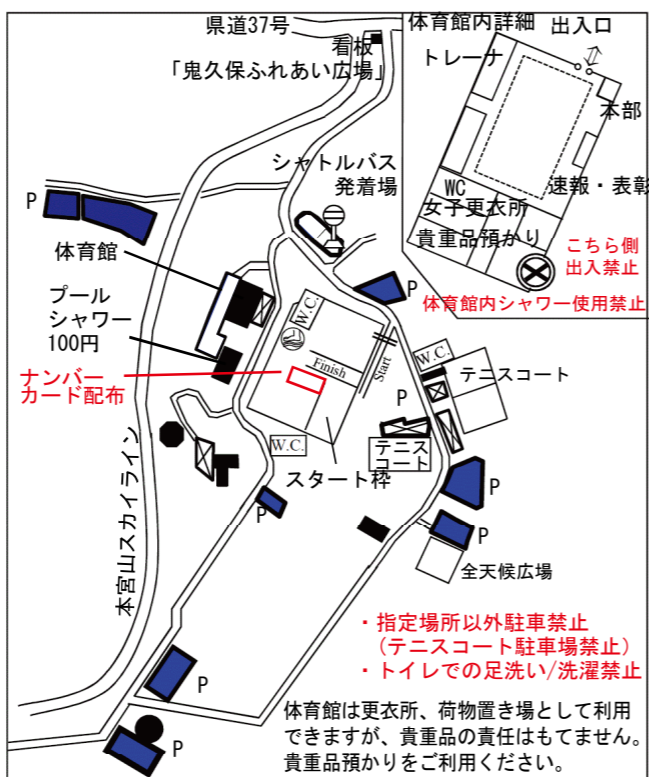 県道37号
看板
「鬼久保ふれあい広場」
体育館内詳細
出入口
トレーナ
本部
WC
速報・表彰
女子更衣所
貴重品預かり
こちら側
出入禁止
体育館内シャワー使用禁止
シャトルバス
発着場
P
体育館
プール
シャワー
100円
ナンバー
カード配布
W.C.
Finish
Start
P
W.C.
テニスコート
P
テニス
コート
W.C.
スタート枠
P
P
P
全天候広場
本宮山スカイライン
・指定場所以外駐車禁止
(テニスコート駐車場禁止)
・トイレでの足洗い/洗濯禁止
P
P
体育館は更衣所、荷物置き場として利用
できますが、貴重品の責任はもてません。
貴重品預かりをご利用ください。